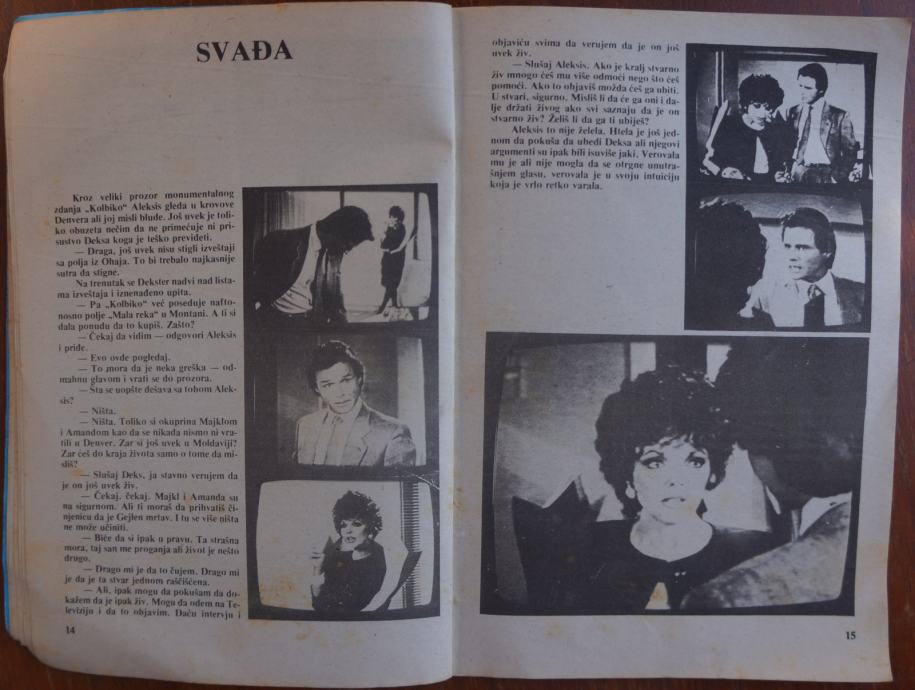 SVAĐA
Kroz veliki prozor monumentalnog
zdanja „Kolbiko" Aleksis gleda u krovove
Denvera ali joj misli blude. Još uvek je toli-
ko obuzeta nečim da ne primećuje ni pri-
sustvo Deksa koga je teško prevideti.
— Draga, još uvek nisu stigli izveštaji
sa polja iz Ohaja. To bi trebalo najkasnije
sutra da stigne.
Na trenutak se Dekster nadvi nad lista-
ma izveštaja i iznenađeno upita.
— Pa „Kolbiko" već poseduje nafto-
nosno polje „Mala reka" u Montani. A ti si
dala ponudu da to kupiš. Zašto?
— Čekaj da vidim — odgovori Aleksis
i priđe.
— Evo ovde pogledaj.
— To mora da je neka greška — od-
mahnu glavom i vrati se do prozora.
— Šta se uopšte dešava sa tobom Alek-
sis?
— Ništa.
— Ništa. Toliko si okuprina Majklom
i Amandom kao da se nikada nismo ni vra-
tili u Denver. Zar si još uvek u Moldaviji?
Zar ćeš do kraja života samo o tome da mi-
sliš?
— Slušaj Deks, ja stavno verujem da
je on još uvek živ.
— Čekaj, čekaj. Majkl i Amanda su
na sigurnom. Ali ti moraš da prihvatiš či-
njenicu da je Gejlen mrtav. I tu se više ništa
ne može učiniti.
— Biće da si ipak u pravu. Ta strašna
mora, taj san me proganja ali život je nešto
drugo.
— Drago mi je da to čujem. Drago mi
je da je ta stvar jednom raščišćena.
— Ali, ipak mogu da pokušam da do-
kažem da je ipak živ. Mogu da odem na Te-
leviziju i da to objavim. Daću intervju i
14
objaviću svima da verujem da je on još
uvek živ.
— Slušaj Aleksis. Ako je kralj stvarno
živ mnogo ćeš mu više odmoći nego što ćeš
pomoći. Ako to objaviš možda ćeš ga ubiti.
U stvari, sigurno. Misliš li da će ga oni i da-
lje držati živog ako svi saznaju da je on
stvarno živ? Želiš li da ga ti ubiješ?
Aleksis to nije želela. Htela je još jed-
nom da pokuša da ubedi Deksa ali njegovi
argumenti su ipak bili isuviše jaki. Verovala
mu je ali nije mogla da se otrgne unutra-
šnjem glasu, verovala je u svoju intuiciju
koja je vrlo retko varala.
15